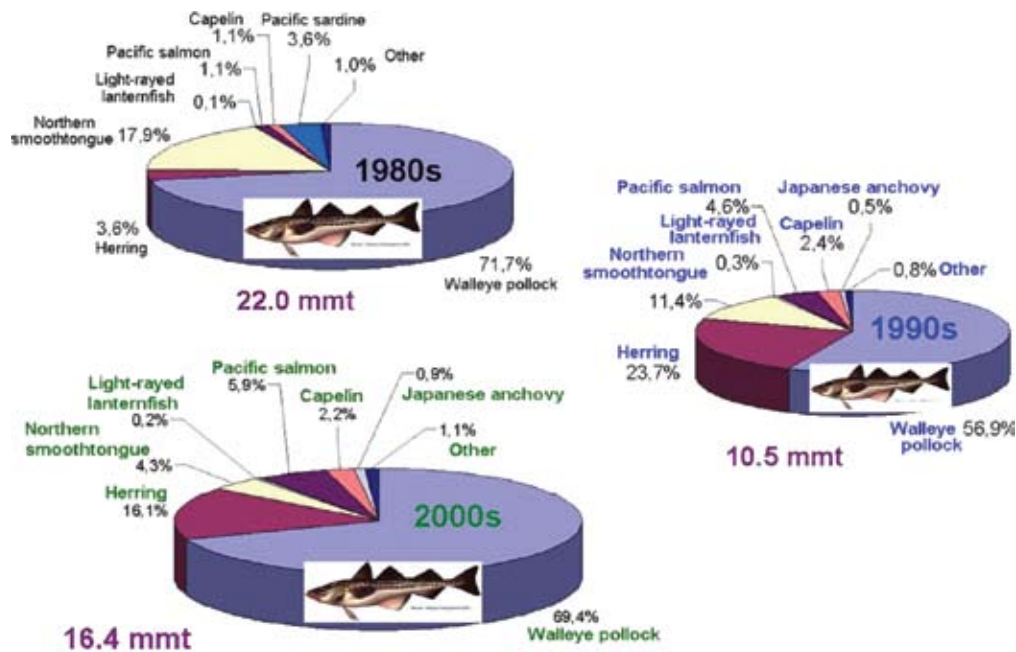 Capelin
1,1%
Pacific sardine
3,6%
Pacific salmon
1,1%
Other
1,0%
Light-rayed
lanternfish
0,1%
Northern
smoothtongue
17,9%
1980s
3,6%
Herring
71,7%
Walleye pollock
22.0 mmt
Pacific salmon
4,6%
Japanese anchovy
0,5%
Light-rayed
lanternfish
0,3%
Capelin
2,4%
Northern
smoothtongue
11,4%
0,8%
Other
1990s
Herring
23,7%
Walleye
pollock
56,9%
10.5 mmt
Pacific salmon
5,9%
0,9%
Japanese anchovy
Light-rayed
lanternfish
0,2%
Capelin
2,2%
Northern
smoothtongue
4,3%
1,1%
Other
Herring
16,1%
2000s
69,4%
Walleye pollock
16.4 mmt